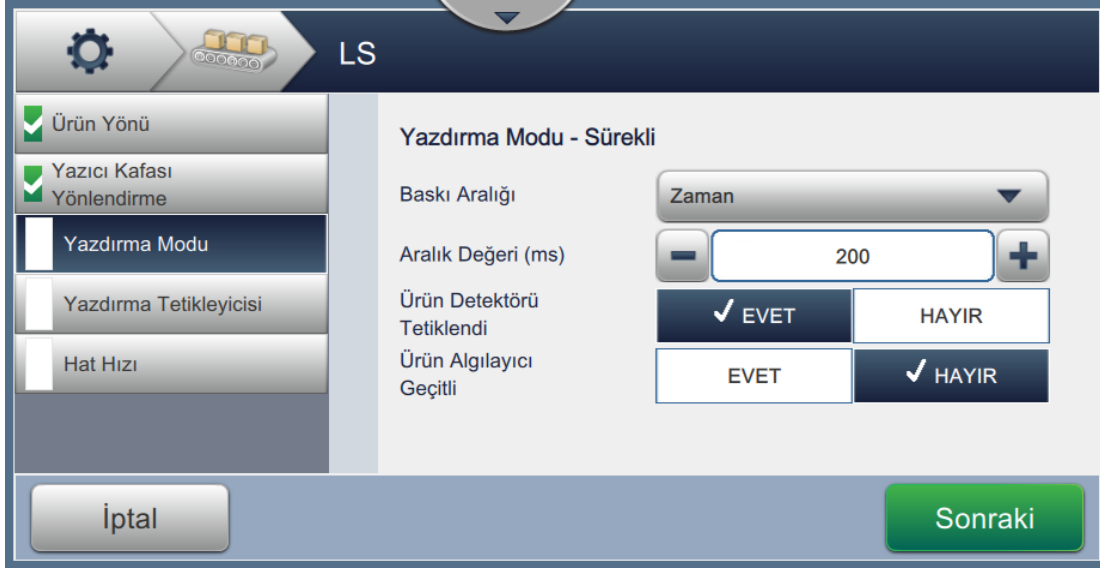 LS
Ürün Yönü
Yazıcı Kafası
Yönlendirme
Yazdırma Modu
Yazdırma Tetikleyicisi
Hat Hızı
Yazdırma Modu - Sürekli
Baskı Aralığı
Zaman
Aralık Değeri (ms)
200
Ürün Detektörü
Tetiklendi
EVET
HAYIR
Ürün Algılayıcı
Geçitli
EVET
HAYIR
İptal
Sonraki